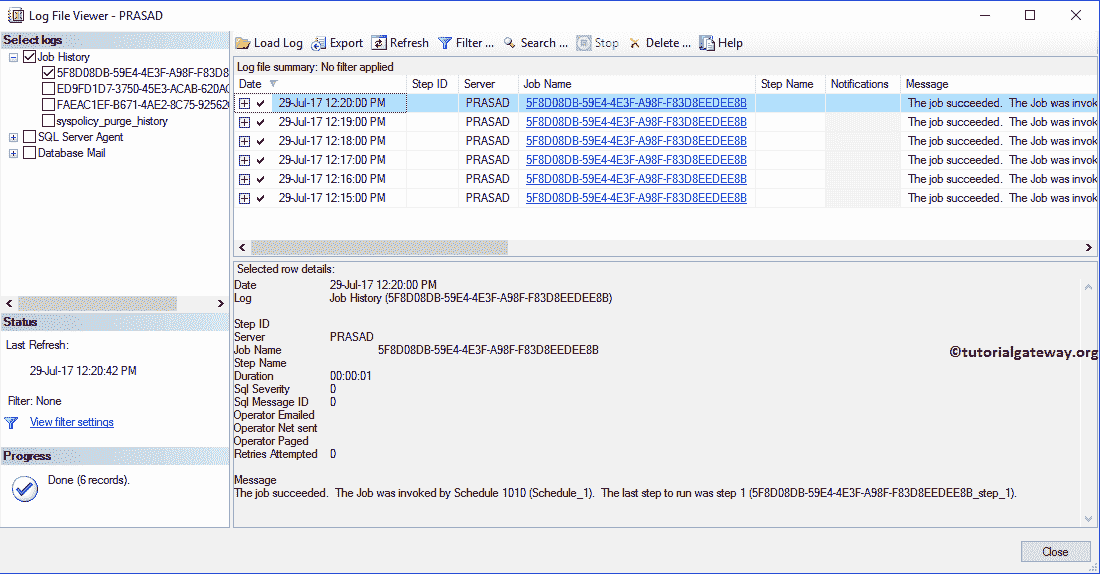 Log File Viewer - PRASAD
Select logs
Job History
5F8D08DB-59E4-4E3F-A98F-F83D8
ED9FD1D7-3750-45E3-ACAB-620A
FAEAC1EF-B671-4AE2-8C75-92562
syspolicy_purge_history
SQL Server Agent
Database Mail
Status
Last Refresh:
29-Jul-17 12:20:42 PM
Filter: None
View filter settings
Progress
Done (6 records).
Load Log Export Refresh Filter ... Search ... Stop Delete ... Help
Log file summary: No filter applied
Date Step ID Server Job Name Step Name Notifications Message
29-Jul-17 12:20:00 PM PRASAD 5F8D08DB-59E4-4E3F-A98F-F83D8EEDEE8B The job succeeded. The Job was invok
29-Jul-17 12:19:00 PM PRASAD 5F8D08DB-59E4-4E3F-A98F-F83D8EEDEE8B The job succeeded. The Job was invok
29-Jul-17 12:18:00 PM PRASAD 5F8D08DB-59E4-4E3F-A98F-F83D8EEDEE8B The job succeeded. The Job was invok
29-Jul-17 12:17:00 PM PRASAD 5F8D08DB-59E4-4E3F-A98F-F83D8EEDEE8B The job succeeded. The Job was invok
29-Jul-17 12:16:00 PM PRASAD 5F8D08DB-59E4-4E3F-A98F-F83D8EEDEE8B The job succeeded. The Job was invok
29-Jul-17 12:15:00 PM PRASAD 5F8D08DB-59E4-4E3F-A98F-F83D8EEDEE8B The job succeeded. The Job was invok
Selected row details:
Date 29-Jul-17 12:20:00 PM
Log Job History (5F8D08DB-59E4-4E3F-A98F-F83D8EEDEE8B)
Step ID
Server PRASAD
Job Name 5F8D08DB-59E4-4E3F-A98F-F83D8EEDEE8B
Step Name
Duration 00:00:01
Sql Severity 0
Sql Message ID 0
Operator Emailed
Operator Net sent
Operator Paged
Retries Attempted 0
Message
The job succeeded. The Job was invoked by Schedule 1010 (Schedule_1). The last step to run was step 1 (5F8D08DB-59E4-4E3F-A98F-F83D8EEDEE8B_step_1).
©tutorialgateway.org
Close